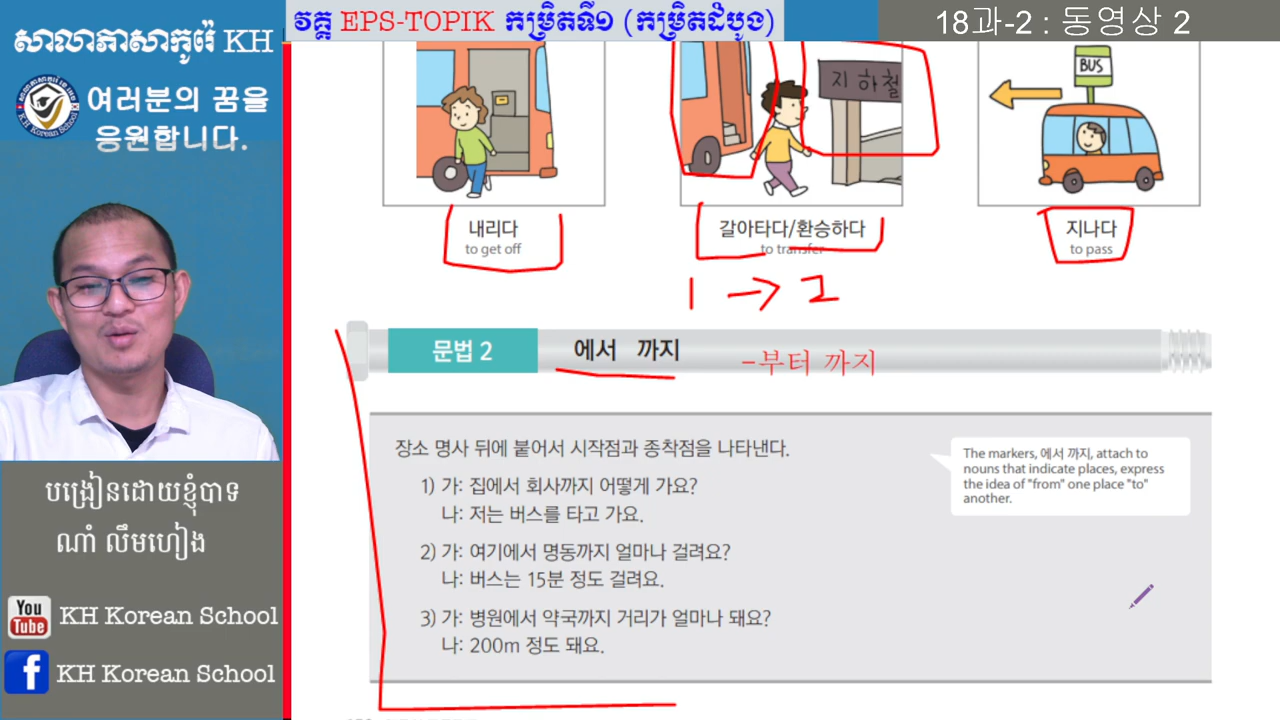 សាលាភាសាកូរ៉េ KH
여러분의 꿈을
응원합니다.
វគ្គ EPS-TOPIK កម្រិតទី១ (កម្រិតដំបូង)
18과-2 : 동영상 2
지하철
BUS
내리다
to get off
갈아타다/환승하다
to transfer
지나다
to pass
1 → 2
문법 2 에서 까지 -부터 까지
장소 명사 뒤에 붙어서 시작점과 종착점을 나타낸다.
1) 가: 집에서 회사까지 어떻게 가요?
나: 저는 버스를 타고 가요.
2) 가: 여기에서 명동까지 얼마나 걸려요?
나: 버스는 15분 정도 걸려요.
3) 가: 병원에서 약국까지 거리가 얼마나 돼요?
나: 200m 정도 돼요.
The markers, 에서 까지, attach to
nouns that indicate places, express
the idea of "from" one place "to"
another.
បង្រៀនដោយខ្ញុំបាទ
ណាំ លឹមហៀង
You Tube KH Korean School
f KH Korean School